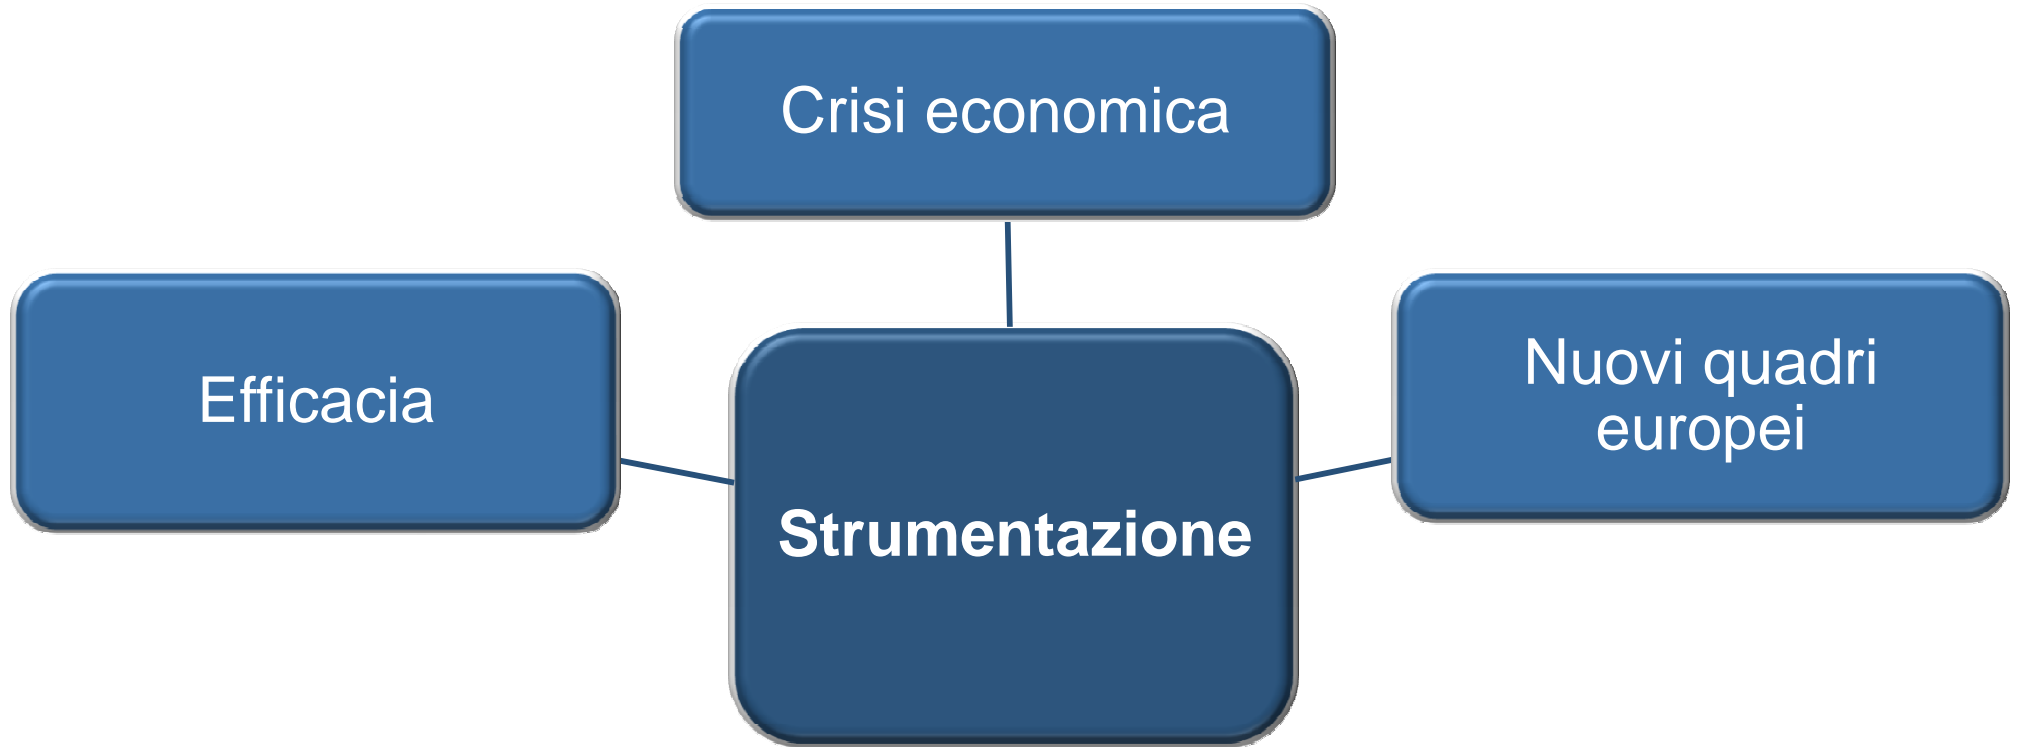 Crisi economica
Efficacia
Nuovi quadri
europei
Strumentazione